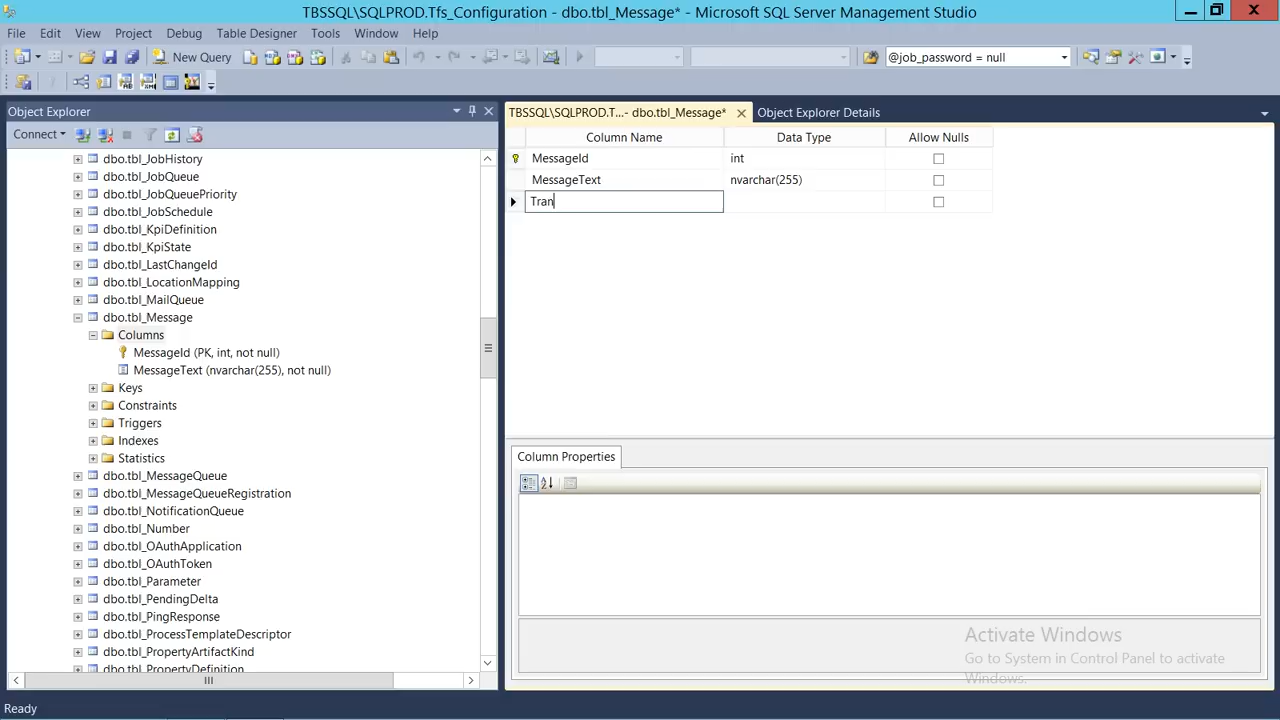 TBSSQL\SQLPROD.Tfs_Configuration - dbo.tbl_Message* - Microsoft SQL Server Management Studio
File Edit View Project Debug Table Designer Tools Window Help
New Query @job_password = null
Object Explorer
TBSSQL\SQLPROD.T...- dbo.tbl_Message* Object Explorer Details
Connect
Column Name Data Type Allow Nulls
MessageId int
MessageText nvarchar(255)
Tran
dbo.tbl_JobHistory
dbo.tbl_JobQueue
dbo.tbl_JobQueuePriority
dbo.tbl_JobSchedule
dbo.tbl_KpiDefinition
dbo.tbl_KpiState
dbo.tbl_LastChangeId
dbo.tbl_LocationMapping
dbo.tbl_MailQueue
dbo.tbl_Message
Columns
MessageId (PK, int, not null)
MessageText (nvarchar(255), not null)
Keys
Constraints
Triggers
Indexes
Statistics
dbo.tbl_MessageQueue
dbo.tbl_MessageQueueRegistration
dbo.tbl_NotificationQueue
dbo.tbl_Number
dbo.tbl_OAuthApplication
dbo.tbl_OAuthToken
dbo.tbl_Parameter
dbo.tbl_PendingDelta
dbo.tbl_PingResponse
dbo.tbl_ProcessTemplateDescriptor
dbo.tbl_PropertyArtifactKind
dbo.tbl_PropertyDefinition
Column Properties
Activate Windows
Go to System in Control Panel to activate
Windows.
Ready